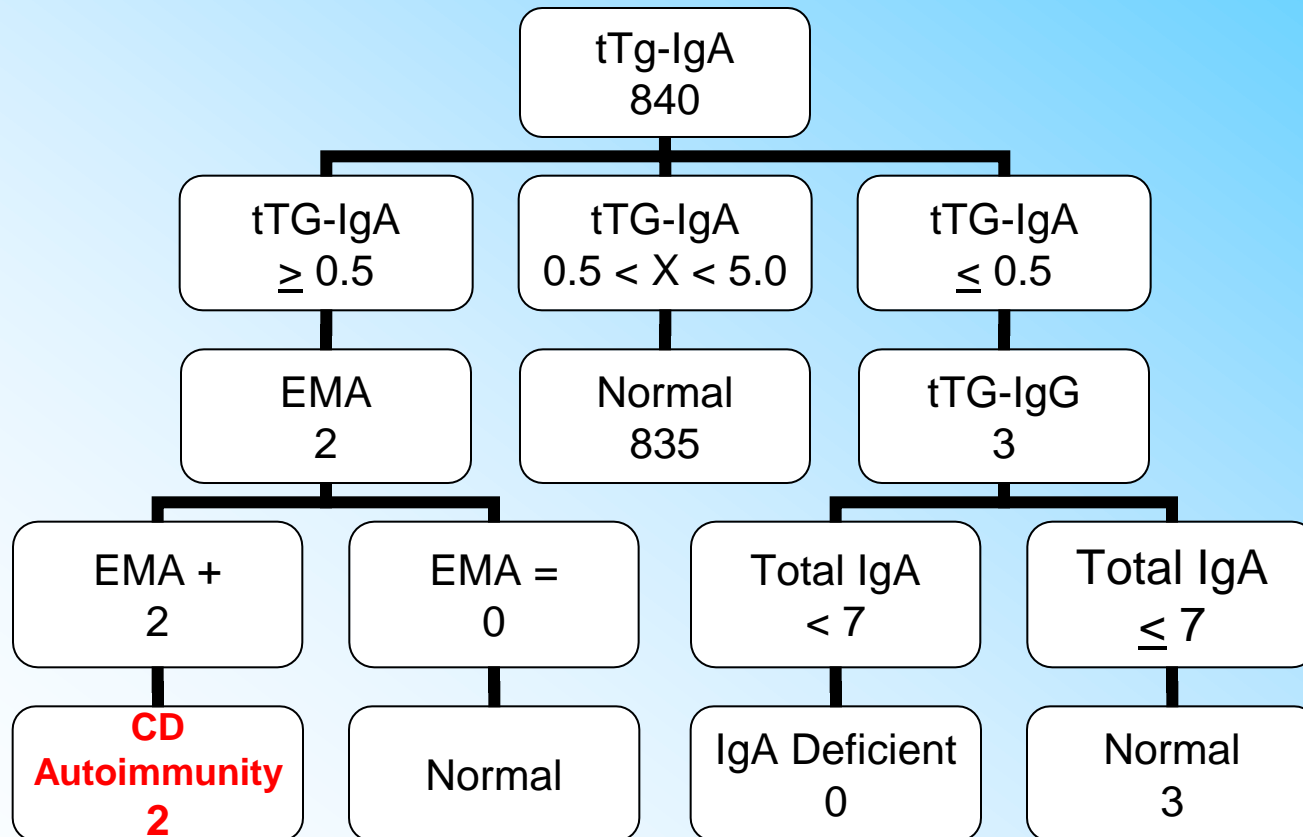 tTg-IgA
840
tTG-IgA
≥ 0.5
tTG-IgA
0.5 < X < 5.0
tTG-IgA
≤ 0.5
EMA
2
Normal
835
tTG-IgG
3
EMA +
2
EMA =
0
Total IgA
< 7
Total IgA
≤ 7
CD
Autoimmunity
2
Normal
IgA Deficient
0
Normal
3